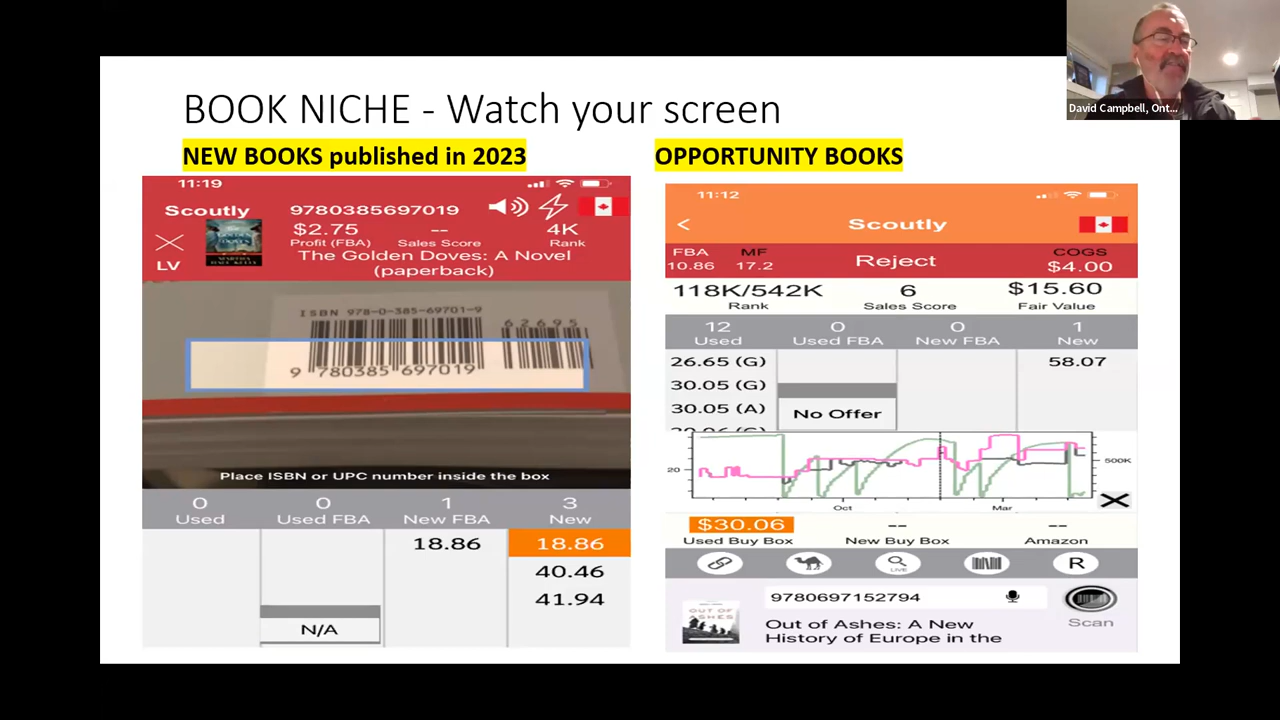 David Campbell, Ont...
BOOK NICHE - Watch your screen
NEW BOOKS published in 2023
11:19
Scoutly
9780385697019
$2.75
--
4K
Profit (FBA)
Sales Score
Rank
The Golden Doves: A Novel
(paperback)
LV
ISBN 978-0-385-69701-9
62695
9 780385 697019
Place ISBN or UPC number inside the box
0
0
1
3
Used
Used FBA
New FBA
New
18.86
18.86
40.46
41.94
N/A
OPPORTUNITY BOOKS
11:12
<
Scoutly
FBA
MF
COGS
10.86
17.2
Reject
$4.00
118K/542K
6
$15.60
Rank
Sales Score
Fair Value
12
0
0
1
Used
Used FBA
New FBA
New
26.65 (G)
58.07
30.05 (G)
30.05 (A)
No Offer
20
500K
Oct
Mar
$30.06
--
--
Used Buy Box
New Buy Box
Amazon
LIVE
R
9780697152794
OUT OF
ASHES
Out of Ashes: A New
History of Europe in the
Scan